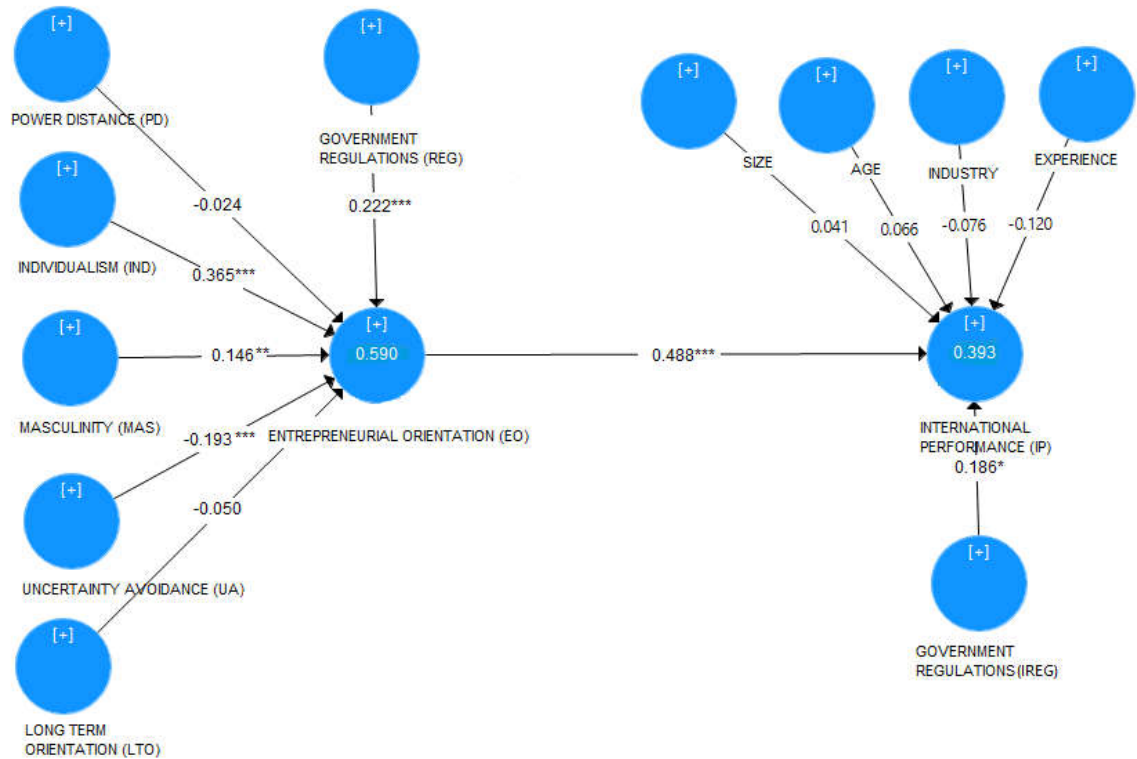 [+]
POWER DISTANCE (PD)
-0.024
[+]
INDIVIDUALISM (IND)
0.365***
[+]
MASCULINITY (MAS)
0.146**
[+]
UNCERTAINTY AVOIDANCE (UA)
-0.193***
[+]
LONG TERM
ORIENTATION (LTO)
-0.050
[+]
GOVERNMENT
REGULATIONS (REG)
0.222***
[+]
0.590
ENTREPRENEURIAL ORIENTATION (EO)
0.488***
[+]
SIZE
0.041
[+]
AGE
0.066
[+]
INDUSTRY
-0.076
[+]
EXPERIENCE
-0.120
[+]
0.393
INTERNATIONAL
PERFORMANCE (IP)
0.186*
[+]
GOVERNMENT
REGULATIONS(IREG)